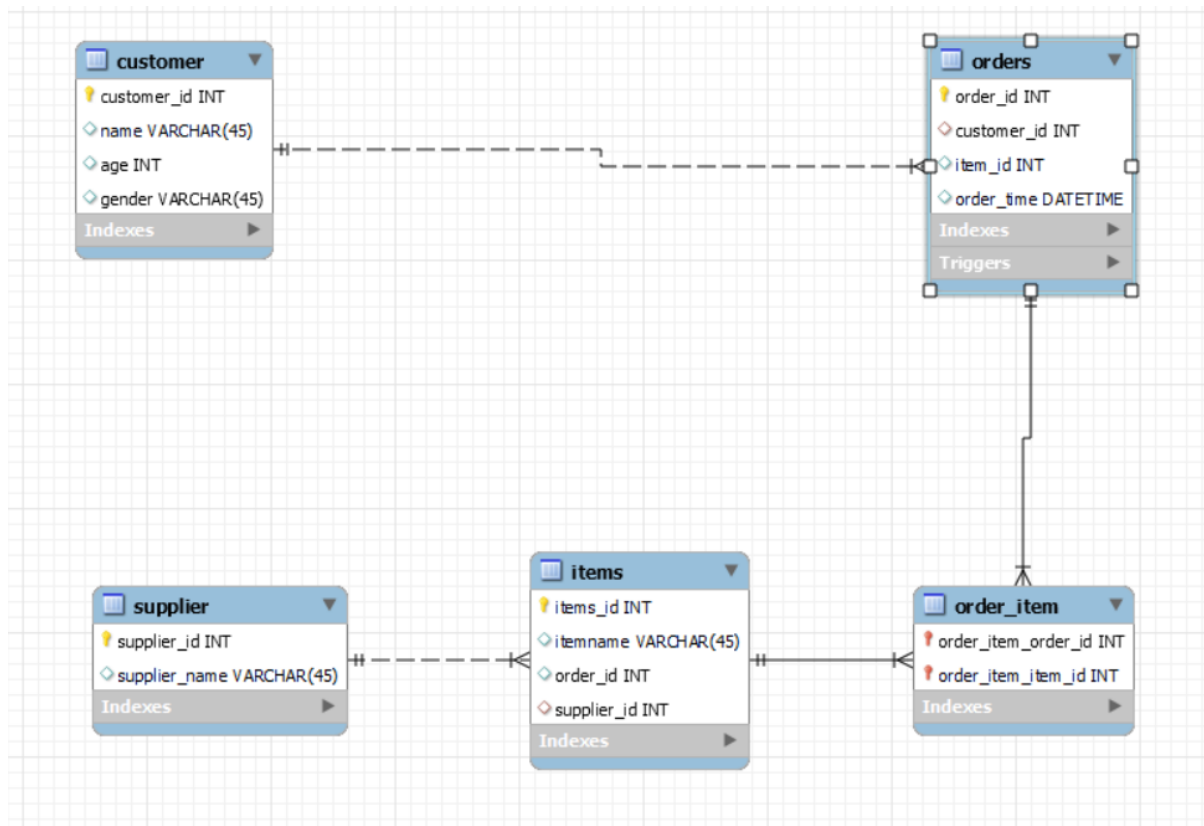 customer
customer_id INT
name VARCHAR(45)
age INT
gender VARCHAR(45)
Indexes
orders
order_id INT
customer_id INT
item_id INT
order_time DATETIME
Indexes
Triggers
supplier
supplier_id INT
supplier_name VARCHAR(45)
Indexes
items
items_id INT
itemname VARCHAR(45)
order_id INT
supplier_id INT
Indexes
order_item
order_item_order_id INT
order_item_item_id INT
Indexes